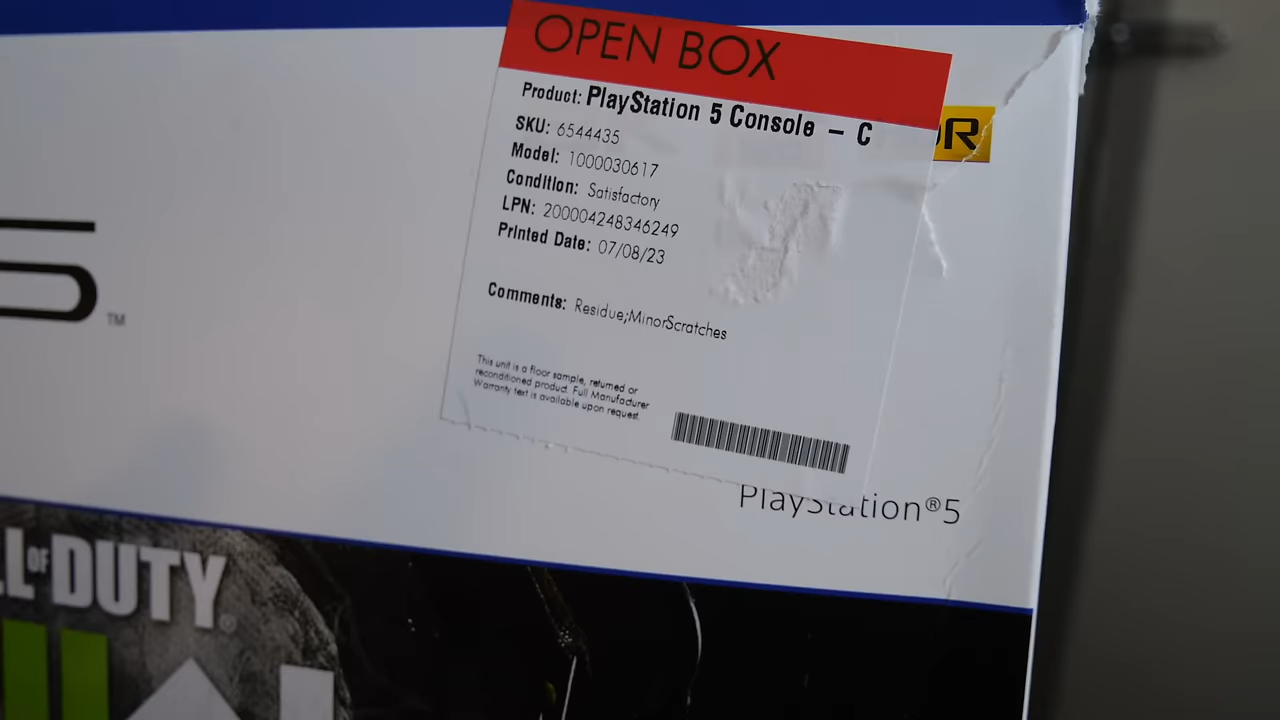 OPEN BOX
Product: PlayStation 5 Console – C
SKU: 6544435
Model: 1000030617
Condition: Satisfactory
LPN: 200004248346249
Printed Date: 07/08/23
Comments: Residue;MinorScratches
This unit is a floor sample, returned or
reconditioned product. Full Manufacturer
Warranty text is available upon request.
R
5™
PlayStation®5
LL OF DUTY®